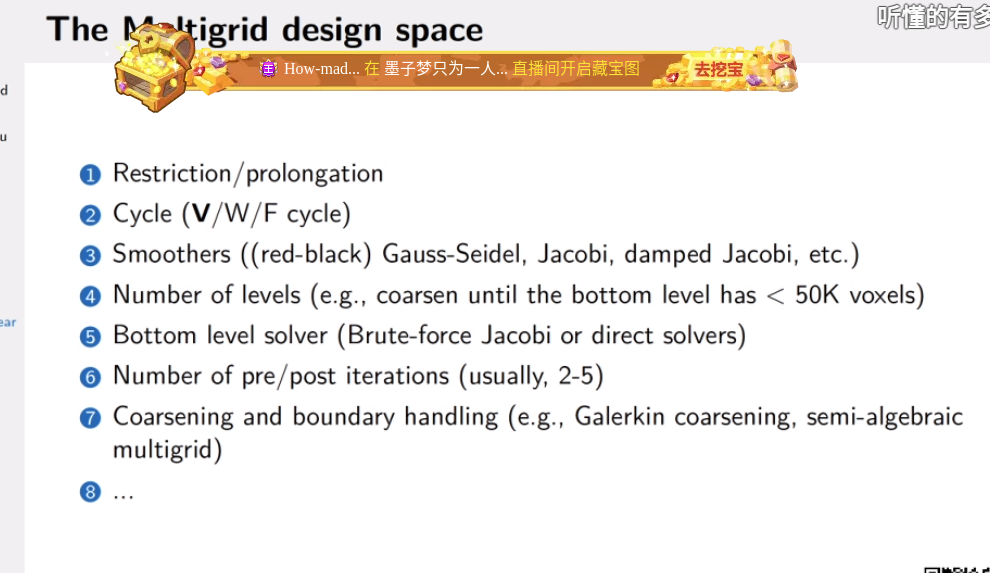 The Multigrid design space
听懂的有多
How-mad... 在 墨子梦只为一人... 直播间开启藏宝图
去挖宝
d
u
ear
1 Restriction/prolongation
2 Cycle (V/W/F cycle)
3 Smoothers ((red-black) Gauss-Seidel, Jacobi, damped Jacobi, etc.)
4 Number of levels (e.g., coarsen until the bottom level has < 50K voxels)
5 Bottom level solver (Brute-force Jacobi or direct solvers)
6 Number of pre/post iterations (usually, 2-5)
7 Coarsening and boundary handling (e.g., Galerkin coarsening, semi-algebraic
multigrid)
8 ...